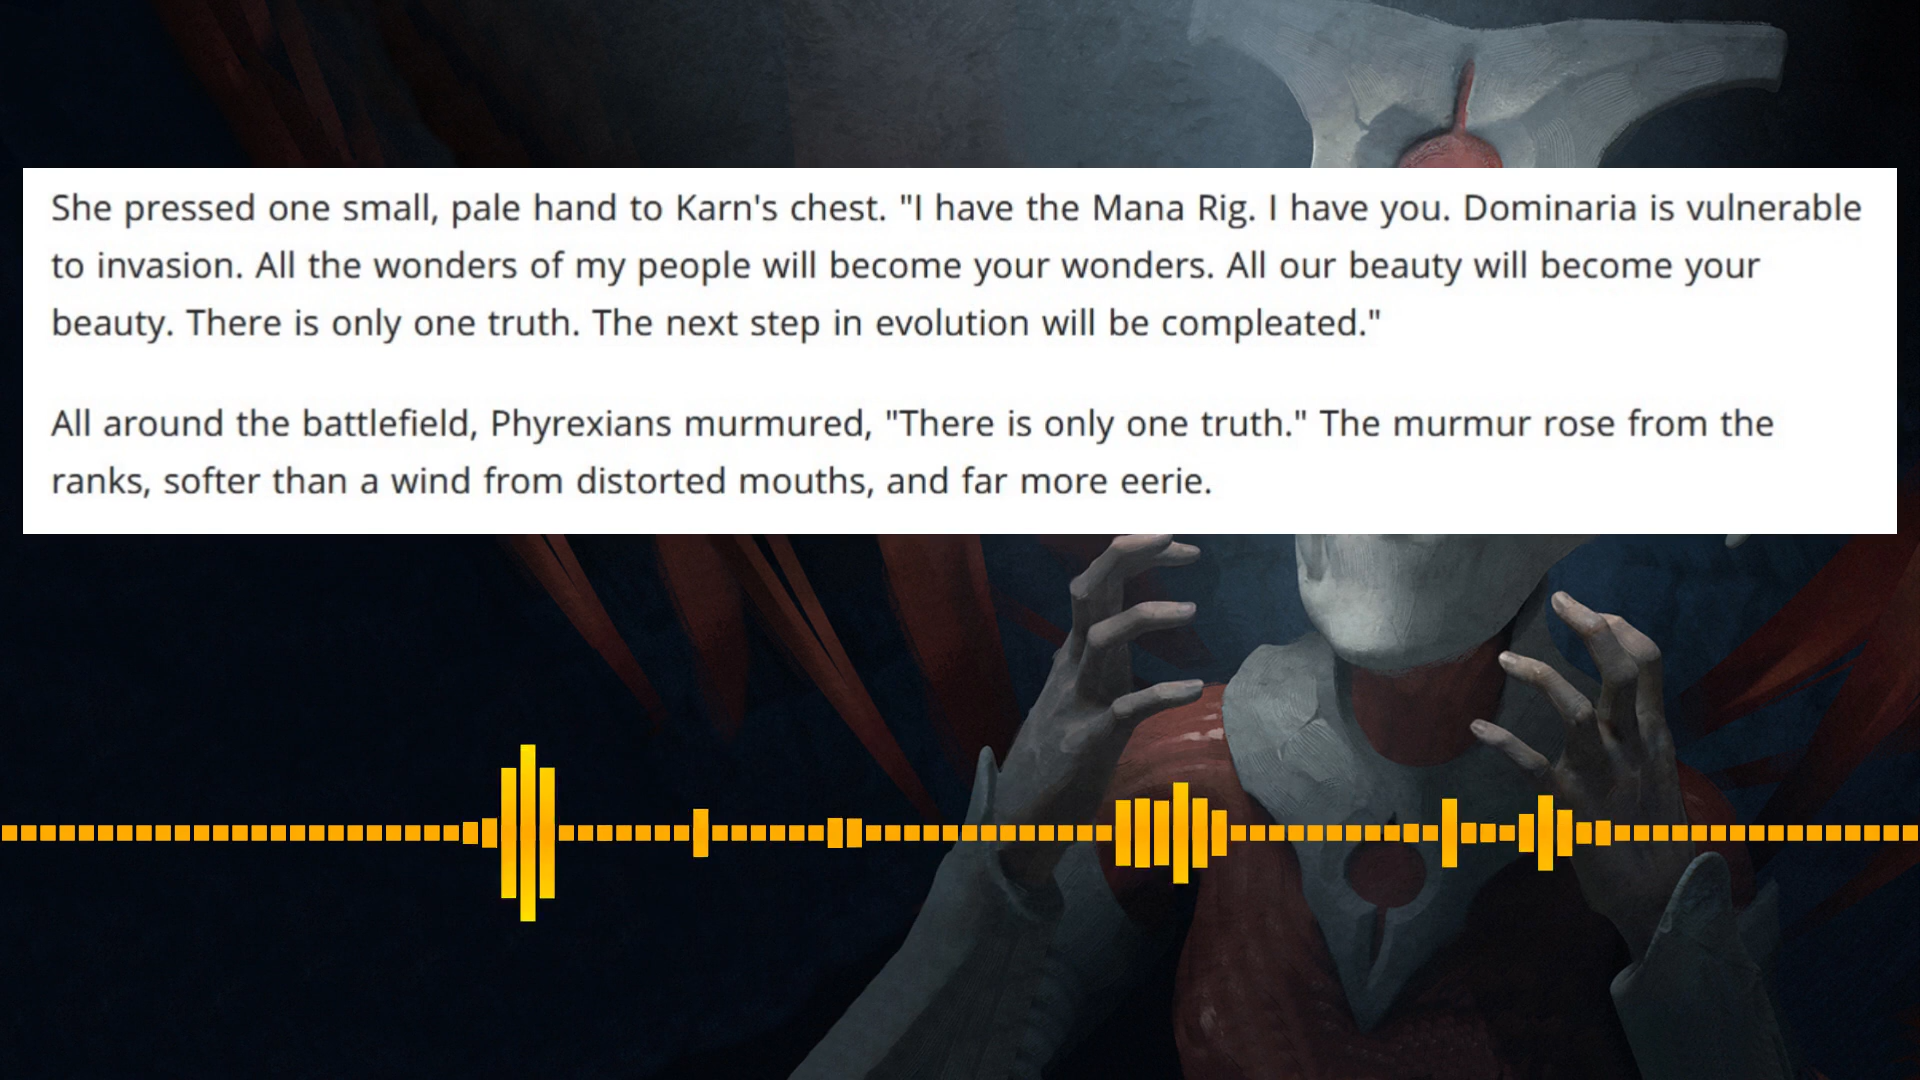 She pressed one small, pale hand to Karn's chest. "I have the Mana Rig. I have you. Dominaria is vulnerable
to invasion. All the wonders of my people will become your wonders. All our beauty will become your
beauty. There is only one truth. The next step in evolution will be compleated."
All around the battlefield, Phyrexians murmured, "There is only one truth." The murmur rose from the
ranks, softer than a wind from distorted mouths, and far more eerie.